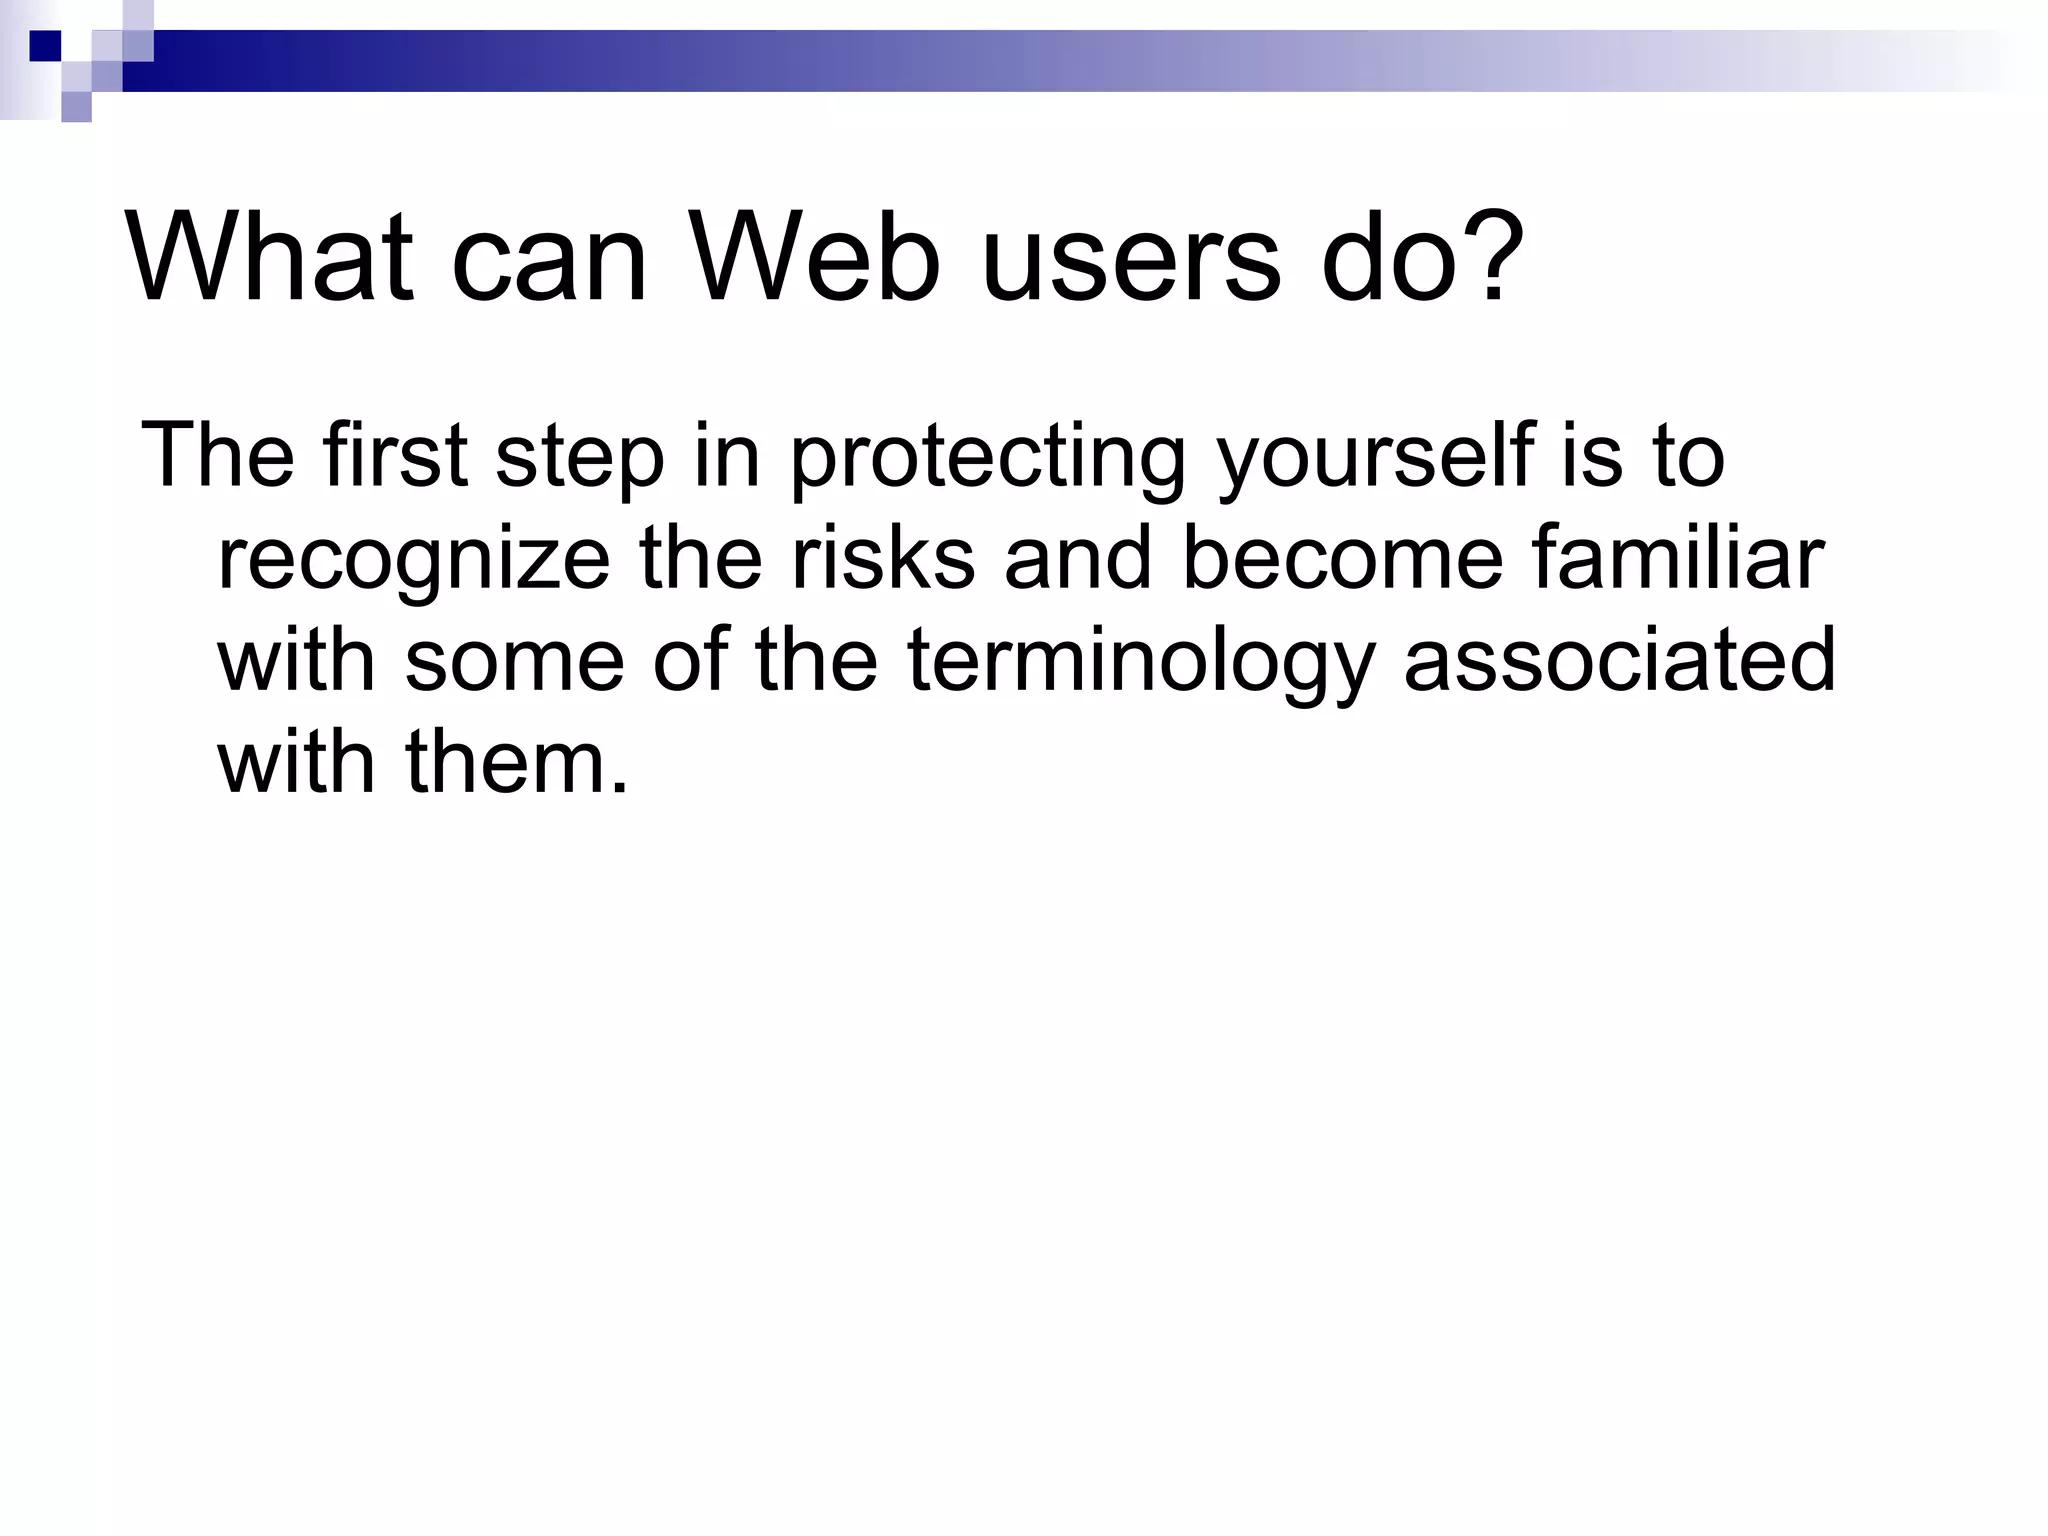 What can Web users do?
The first step in protecting yourself is to
recognize the risks and become familiar
with some of the terminology associated
with them.